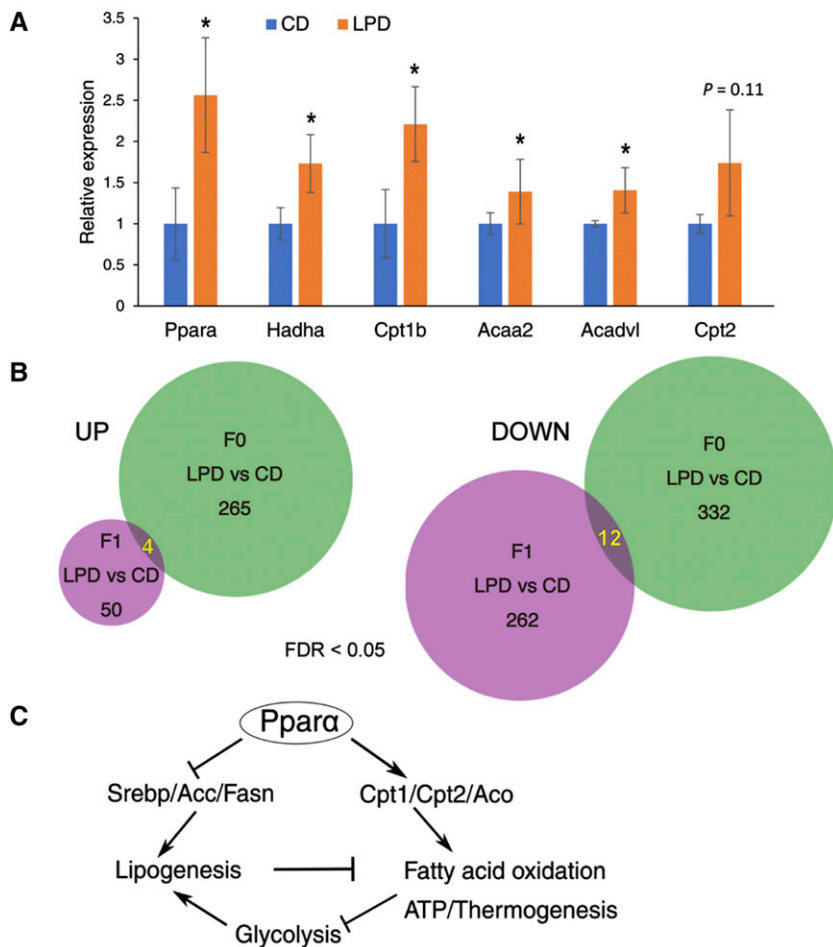 A
3.5
3
2.5
2
1.5
1
0.5
0
Relative expression
CD LPD
*
*
*
*
*
P = 0.11
Ppara Hadha Cpt1b Acaa2 Acadvl Cpt2
B
UP
F0
LPD vs CD
265
4
F1
LPD vs CD
50
DOWN
F0
LPD vs CD
332
12
F1
LPD vs CD
262
FDR < 0.05
C
Pparα
Srebp/Acc/Fasn Cpt1/Cpt2/Aco
Lipogenesis Fatty acid oxidation
ATP/Thermogenesis
Glycolysis